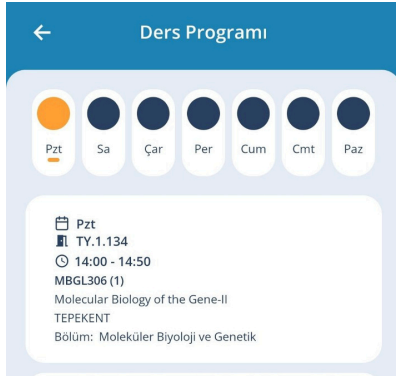 Ders Programı
Pzt Sa Çar Per Cum Cmt Paz
Pzt
TY.1.134
14:00 - 14:50
MBGL306 (1)
Molecular Biology of the Gene-II
TEPEKENT
Bölüm: Moleküler Biyoloji ve Genetik